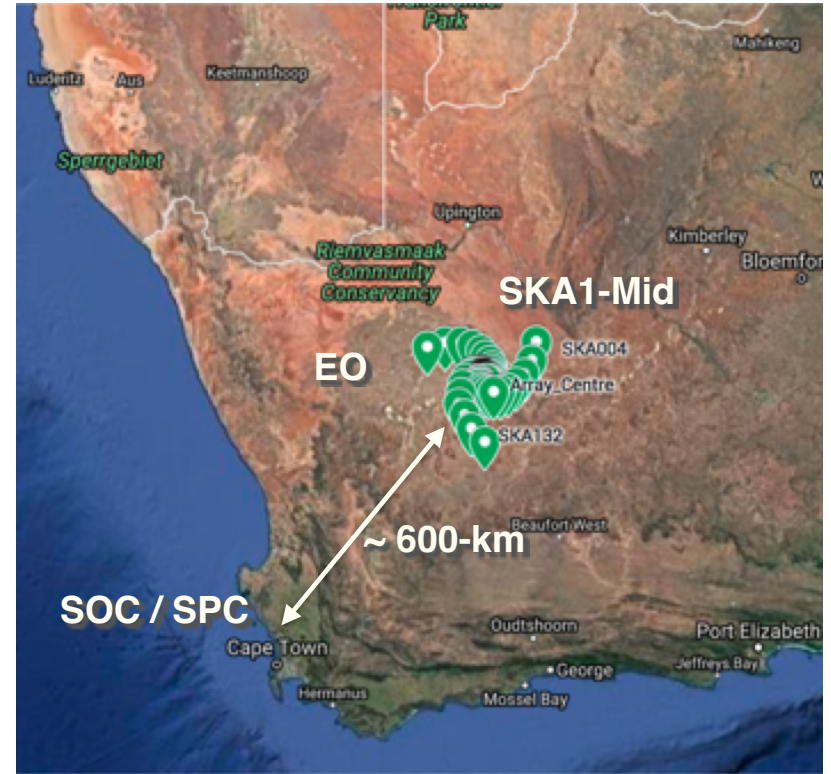 Park
Mahikeng
Luderitz
Aus
Keetmanshoop
Sperrgebiet
Upington
Kimberley
Riemvasmaak
Community
Conservancy
Bloemfon
SKA1-Mid
SKA004
EO
Array_Centre
SKA132
~ 600-km
Beaufort West
SOC / SPC
Oudtshoorn
Port Elizabeth
Cape Town
George
Jeffreys Bay
Hermanus
Mossel Bay